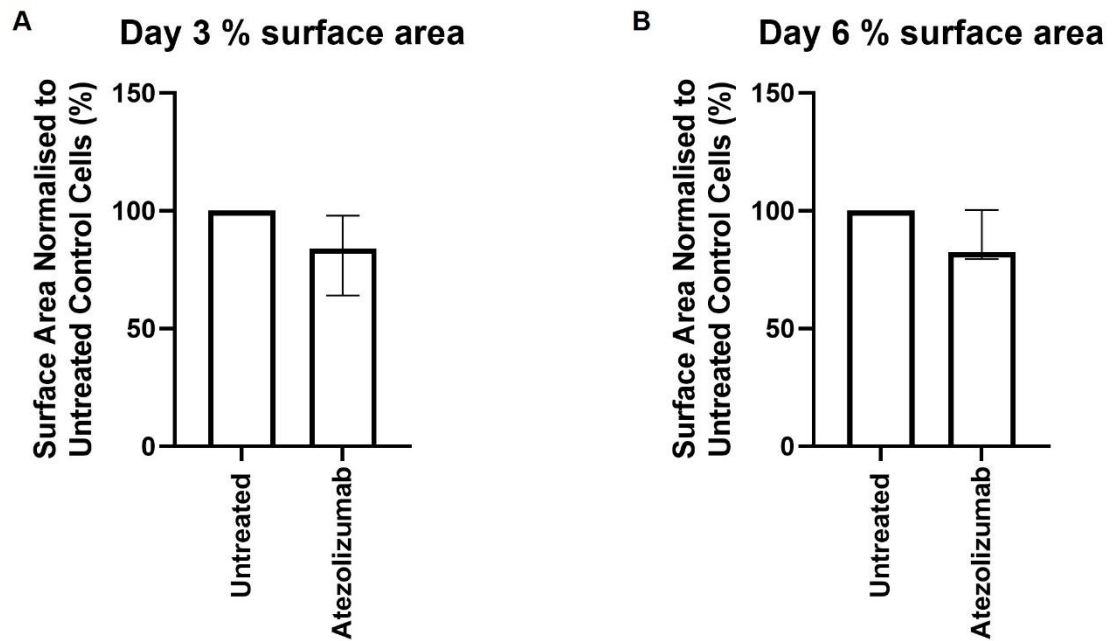 A
Day 3 % surface area
Surface Area Normalised to
Untreated Control Cells (%)
150
100
50
0
Untreated
Atezolizumab
B
Day 6 % surface area
Surface Area Normalised to
Untreated Control Cells (%)
150
100
50
0
Untreated
Atezolizumab